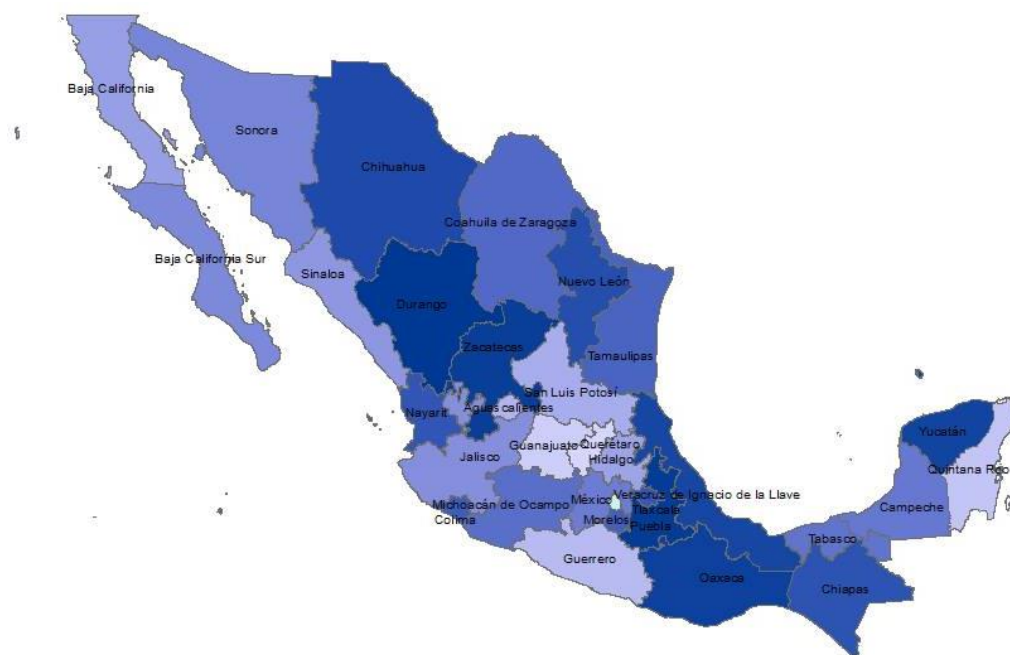 Baja California
Sonora
Chihuahua
Coahuila de Zaragoza
Baja California Sur
Sinaloa
Nuevo León
Durango
Zacatecas
Tamaulipas
San Luis Potosí
Nayarit
Aguascalientes
Yucatán
Guanajuato
Querétaro
Jalisco
Hidalgo
Quintana Roo
Michoacán de Ocampo
México
Veracruz de Ignacio de la Llave
Campeche
Tlaxcala
Colima
Morelos
Puebla
Tabasco
Guerrero
Oaxaca
Chiapas